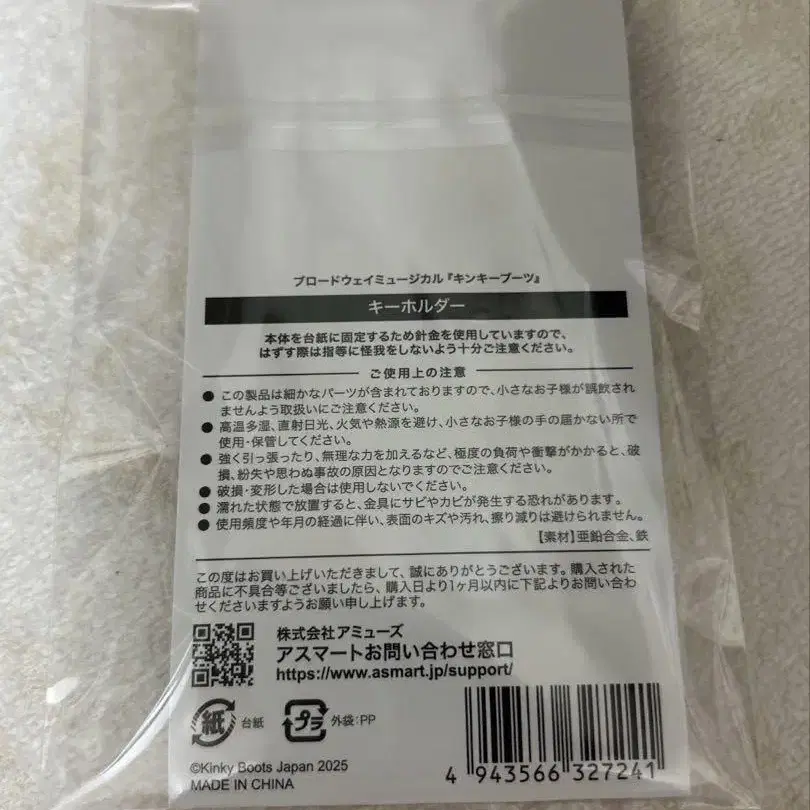 ブロードウェイミュージカル『キンキーブーツ』
キーホルダー
本体を台紙に固定するため針金を使用していますので、
はずす際は指等に怪我をしないよう十分ご注意ください。
ご使用上の注意
● この製品は細かなパーツが含まれておりますので、小さなお子様が誤飲され
ませんよう取扱いにご注意ください。
● 高温多湿、直射日光、火気や熱源を避け、小さなお子様の手の届かない所で
使用・保管してください。
● 強く引っ張ったり、無理な力を加えるなど、極度の負荷や衝撃がかかると、破
損、紛失や思わぬ事故の原因となりますのでご注意ください。
● 破損・変形した場合は使用しないでください。
● 濡れた状態で放置すると、金具にサビやカビが発生する恐れがあります。
● 使用頻度や年月の経過に伴い、表面のキズや汚れ、擦り減りは避けられません。
【素材】亜鉛合金、鉄
この度はお買い上げいただきまして、誠にありがとうございます。購入された
商品に不具合等ございましたら、購入日より1ヶ月以内に下記よりお問い合わ
せくださいますようお願い申し上げます。
株式会社アミューズ
アスマートお問い合わせ窓口
https://www.asmart.jp/support/
紙 台紙 プラ 外袋:PP
©Kinky Boots Japan 2025
MADE IN CHINA
4 943566 327241